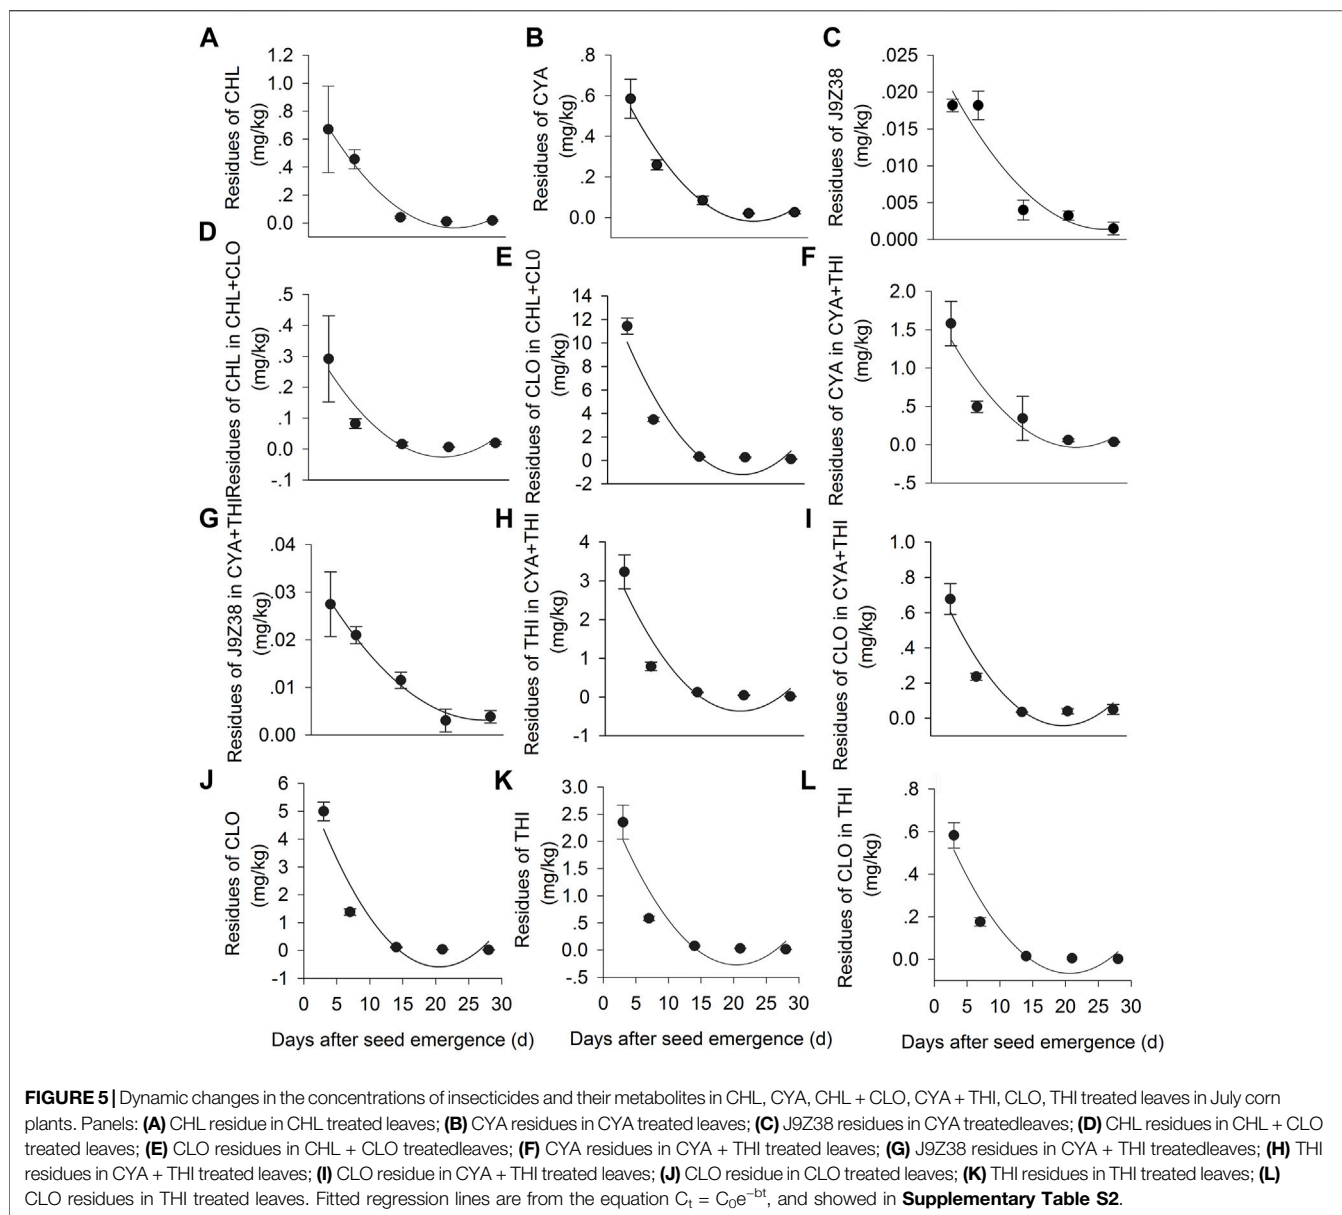 A
B
C
1.2
1.0
.8
.6
.4
.2
0.0
Residues of CHL
(mg/kg)
.8
.6
.4
.2
0.0
Residues of CYA
(mg/kg)
.025
.020
.015
.010
.005
0.000
Residues of J9Z38
(mg/kg)
D
E
F
.5
.4
.3
.2
.1
0.0
-.1
Residues of CHL in CHL+CLO
(mg/kg)
14
12
10
8
6
4
2
0
-2
Residues of CLO in CHL+CL0
(mg/kg)
2.0
1.5
1.0
.5
0.0
-.5
Residues of CYA in CYA+THI
(mg/kg)
G
H
I
.04
.03
.02
.01
0.00
Residues of J9Z38 in CYA+THI
(mg/kg)
4
3
2
1
0
-1
Residues of THI in CYA+THI
(mg/kg)
1.0
.8
.6
.4
.2
0.0
Residues of CLO in CYA+THI
(mg/kg)
J
K
L
6
5
4
3
2
1
0
-1
Residues of CLO
(mg/kg)
3.0
2.5
2.0
1.5
1.0
.5
0.0
-.5
Residues of THI
(mg/kg)
.8
.6
.4
.2
0.0
Residues of CLO in THI
(mg/kg)
0 5 10 15 20 25 30
0 5 10 15 20 25 30
0 5 10 15 20 25 30
Days after seed emergence (d)
Days after seed emergence (d)
Days after seed emergence (d)
FIGURE 5 | Dynamic changes in the concentrations of insecticides and their metabolites in CHL, CYA, CHL + CLO, CYA + THI, CLO, THI treated leaves in July corn
plants. Panels: (A) CHL residue in CHL treated leaves; (B) CYA residues in CYA treated leaves; (C) J9Z38 residues in CYA treatedleaves; (D) CHL residues in CHL + CLO
treated leaves; (E) CLO residues in CHL + CLO treatedleaves; (F) CYA residues in CYA + THI treated leaves; (G) J9Z38 residues in CYA + THI treatedleaves; (H) THI
residues in CYA + THI treated leaves; (I) CLO residue in CYA + THI treated leaves; (J) CLO residue in CLO treated leaves; (K) THI residues in THI treated leaves; (L)
CLO residues in THI treated leaves. Fitted regression lines are from the equation Cₜ = C₀e⁻ᵇᵗ, and showed in Supplementary Table S2.